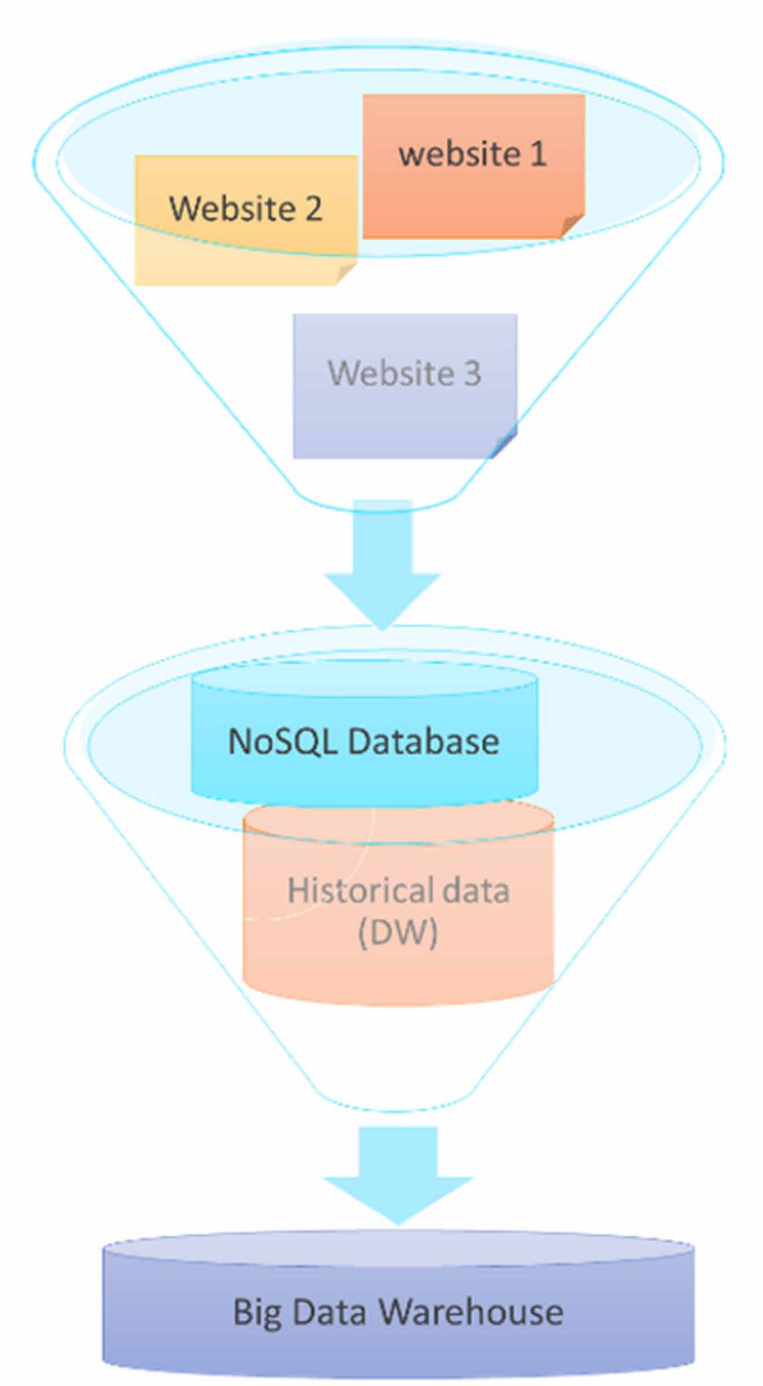 website 1
Website 2
Website 3
NoSQL Database
Historical data
(DW)
Big Data Warehouse